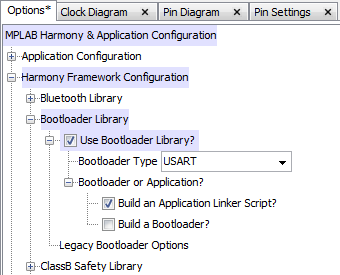 Options* × Clock Diagram × Pin Diagram × Pin Settings ×
MPLAB Harmony & Application Configuration
Application Configuration
Harmony Framework Configuration
Bluetooth Library
Bootloader Library
Use Bootloader Library?
Bootloader Type USART
Bootloader or Application?
Build an Application Linker Script?
Build a Bootloader?
Legacy Bootloader Options
ClassB Safety Library